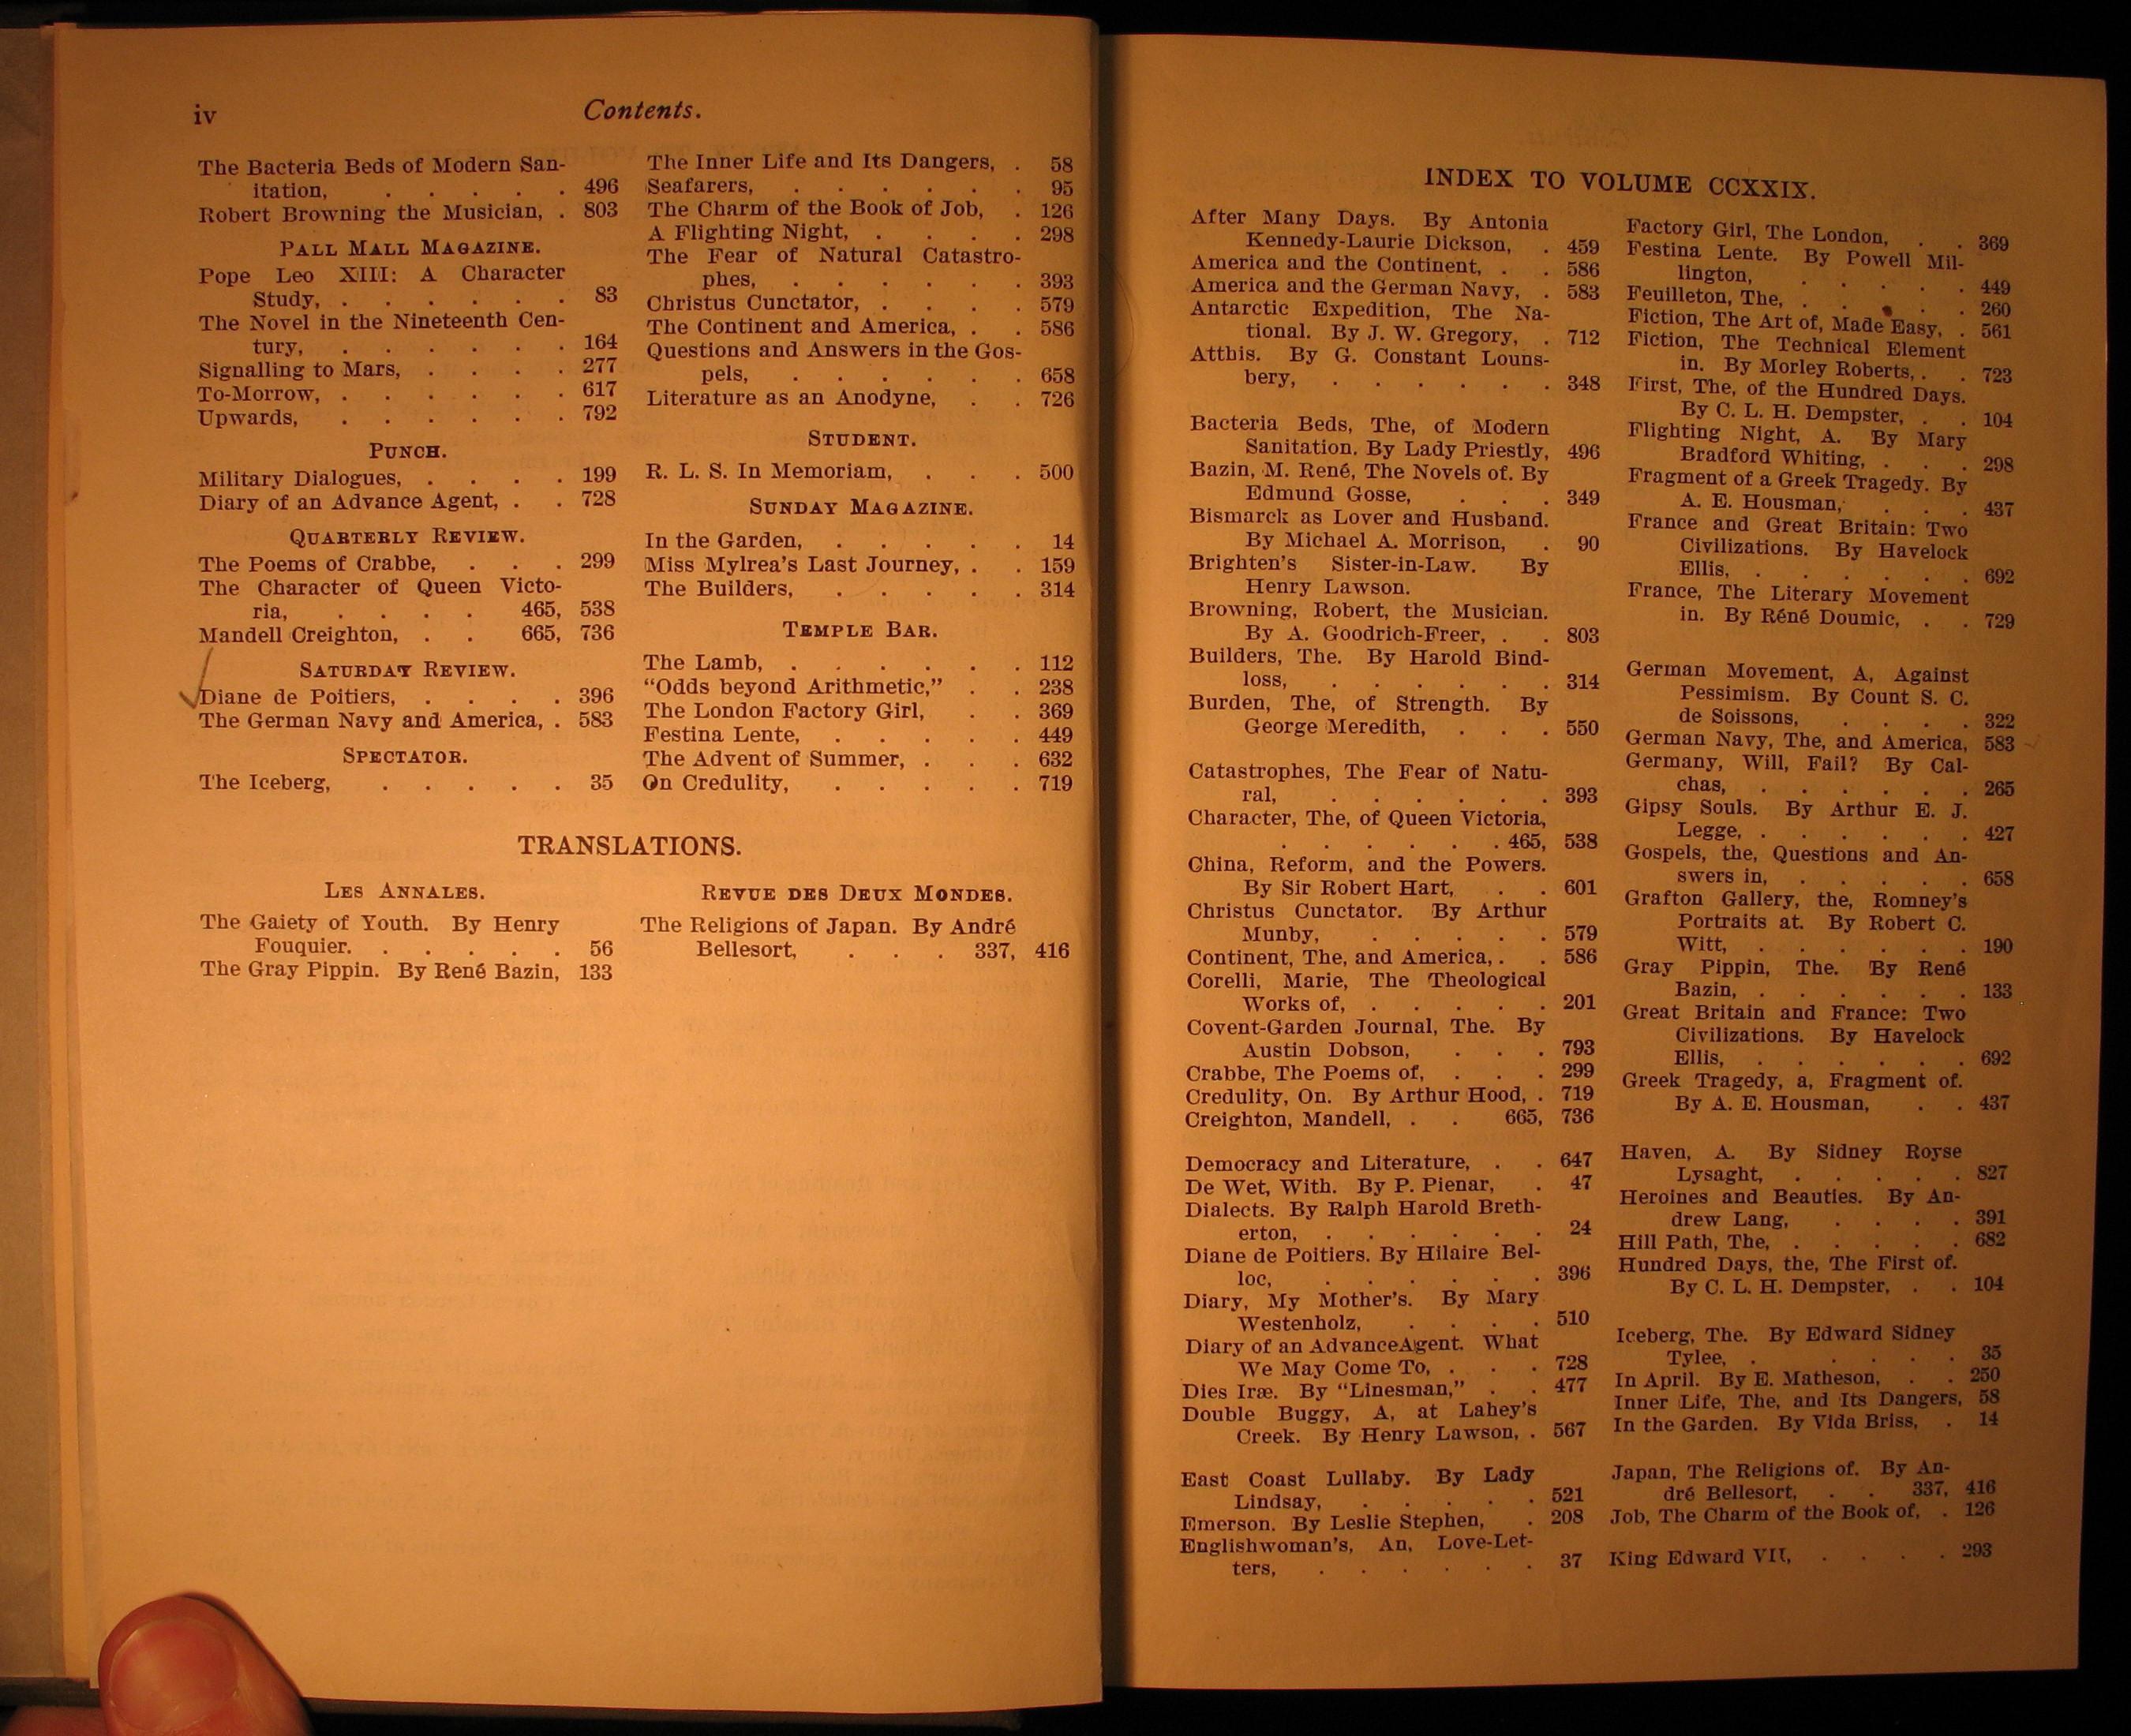 iv
Contents.
The Bacteria Beds of Modern San-
itation, . . . . . 496
Robert Browning the Musician, . 803
PALL MALL MAGAZINE.
Pope Leo XIII: A Character
Study, . . . . . . 83
The Novel in the Nineteenth Cen-
tury, . . . . . . 164
Signalling to Mars, . . . . 277
To-Morrow, . . . . . . 617
Upwards, . . . . . . 792
PUNCH.
Military Dialogues, . . . . 199
Diary of an Advance Agent, . . 728
QUARTERLY REVIEW.
The Poems of Crabbe, . . . 299
The Character of Queen Victo-
ria, . . . . 465, 538
Mandell Creighton, . . 665, 736
SATURDAY REVIEW.
Diane de Poitiers, . . . . 396
The German Navy and America, . 583
SPECTATOR.
The Iceberg, . . . . . 35
The Inner Life and Its Dangers, . 58
Seafarers, . . . . . . 95
The Charm of the Book of Job, . 126
A Flighting Night, . . . . 298
The Fear of Natural Catastro-
phes, . . . . . . 393
Christus Cunctator, . . . . 579
The Continent and America, . . 586
Questions and Answers in the Gos-
pels, . . . . . . 658
Literature as an Anodyne, . . 726
STUDENT.
R. L. S. In Memoriam, . . . 500
SUNDAY MAGAZINE.
In the Garden, . . . . . 14
Miss Mylrea's Last Journey, . . 159
The Builders, . . . . . 314
TEMPLE BAR.
The Lamb, . . . . . . 112
“Odds beyond Arithmetic,” . . 238
The London Factory Girl, . . 369
Festina Lente, . . . . . 449
The Advent of Summer, . . . 632
On Credulity, . . . . . 719
TRANSLATIONS.
LES ANNALES.
The Gaiety of Youth. By Henry
Fouquier. . . . . . 56
The Gray Pippin. By René Bazin, 133
REVUE DES DEUX MONDES.
The Religions of Japan. By André
Bellesort, . . . 337, 416
INDEX TO VOLUME CCXXIX.
After Many Days. By Antonia
Kennedy-Laurie Dickson, . 459
America and the Continent, . . 586
America and the German Navy, . 583
Antarctic Expedition, The Na-
tional. By J. W. Gregory, . 712
Atthis. By G. Constant Louns-
bery, . . . . . . 348
Bacteria Beds, The, of Modern
Sanitation. By Lady Priestly, 496
Bazin, M. René, The Novels of. By
Edmund Gosse, . . . 349
Bismarck as Lover and Husband.
By Michael A. Morrison, . 90
Brighten's Sister-in-Law. By
Henry Lawson.
Browning, Robert, the Musician.
By A. Goodrich-Freer, . . 803
Builders, The. By Harold Bind-
loss, . . . . . . 314
Burden, The, of Strength. By
George Meredith, . . . 550
Catastrophes, The Fear of Natu-
ral, . . . . . . 393
Character, The, of Queen Victoria,
. . . . . . 465, 538
China, Reform, and the Powers.
By Sir Robert Hart, . . 601
Christus Cunctator. By Arthur
Munby, . . . . . 579
Continent, The, and America, . . 586
Corelli, Marie, The Theological
Works of, . . . . . 201
Covent-Garden Journal, The. By
Austin Dobson, . . . 793
Crabbe, The Poems of, . . . 299
Credulity, On. By Arthur Hood, . 719
Creighton, Mandell, . . 665, 736
Democracy and Literature, . . 647
De Wet, With. By P. Pienar, . 47
Dialects. By Ralph Harold Breth-
erton, . . . . . . 24
Diane de Poitiers. By Hilaire Bel-
loc, . . . . . . 396
Diary, My Mother's. By Mary
Westenholz, . . . . 510
Diary of an AdvanceAgent. What
We May Come To, . . . 728
Dies Iræ. By “Linesman,” . . 477
Double Buggy, A, at Lahey's
Creek. By Henry Lawson, . 567
East Coast Lullaby. By Lady
Lindsay, . . . . . 521
Emerson. By Leslie Stephen, . 208
Englishwoman's, An, Love-Let-
ters, . . . . . . 37
Factory Girl, The London, . . 369
Festina Lente. By Powell Mil-
lington, . . . . . 449
Feuilleton, The, . . . . 260
Fiction, The Art of, Made Easy, . 561
Fiction, The Technical Element
in. By Morley Roberts, . . 723
First, The, of the Hundred Days.
By C. L. H. Dempster, . . 104
Flighting Night, A. By Mary
Bradford Whiting, . . . 298
Fragment of a Greek Tragedy. By
A. E. Housman, . . . 437
France and Great Britain: Two
Civilizations. By Havelock
Ellis, . . . . . . 692
France, The Literary Movement
in. By Réné Doumic, . . 729
German Movement, A, Against
Pessimism. By Count S. C.
de Soissons, . . . . 322
German Navy, The, and America, 583
Germany, Will, Fail? By Cal-
chas, . . . . . . 265
Gipsy Souls. By Arthur E. J.
Legge, . . . . . . 427
Gospels, the, Questions and An-
swers in, . . . . . 658
Grafton Gallery, the, Romney's
Portraits at. By Robert C.
Witt, . . . . . . 190
Gray Pippin, The. By René
Bazin, . . . . . . 133
Great Britain and France: Two
Civilizations. By Havelock
Ellis, . . . . . . 692
Greek Tragedy, a, Fragment of.
By A. E. Housman, . . 437
Haven, A. By Sidney Royse
Lysaght, . . . . . 827
Heroines and Beauties. By An-
drew Lang, . . . . 391
Hill Path, The, . . . . . 682
Hundred Days, the, The First of.
By C. L. H. Dempster, . . 104
Iceberg, The. By Edward Sidney
Tylee, . . . . . 35
In April. By E. Matheson, . . 250
Inner Life, The, and Its Dangers, 58
In the Garden. By Vida Briss, . 14
Japan, The Religions of. By An-
dré Bellesort, . . 337, 416
Job, The Charm of the Book of, . 126
King Edward VII, . . . . 293